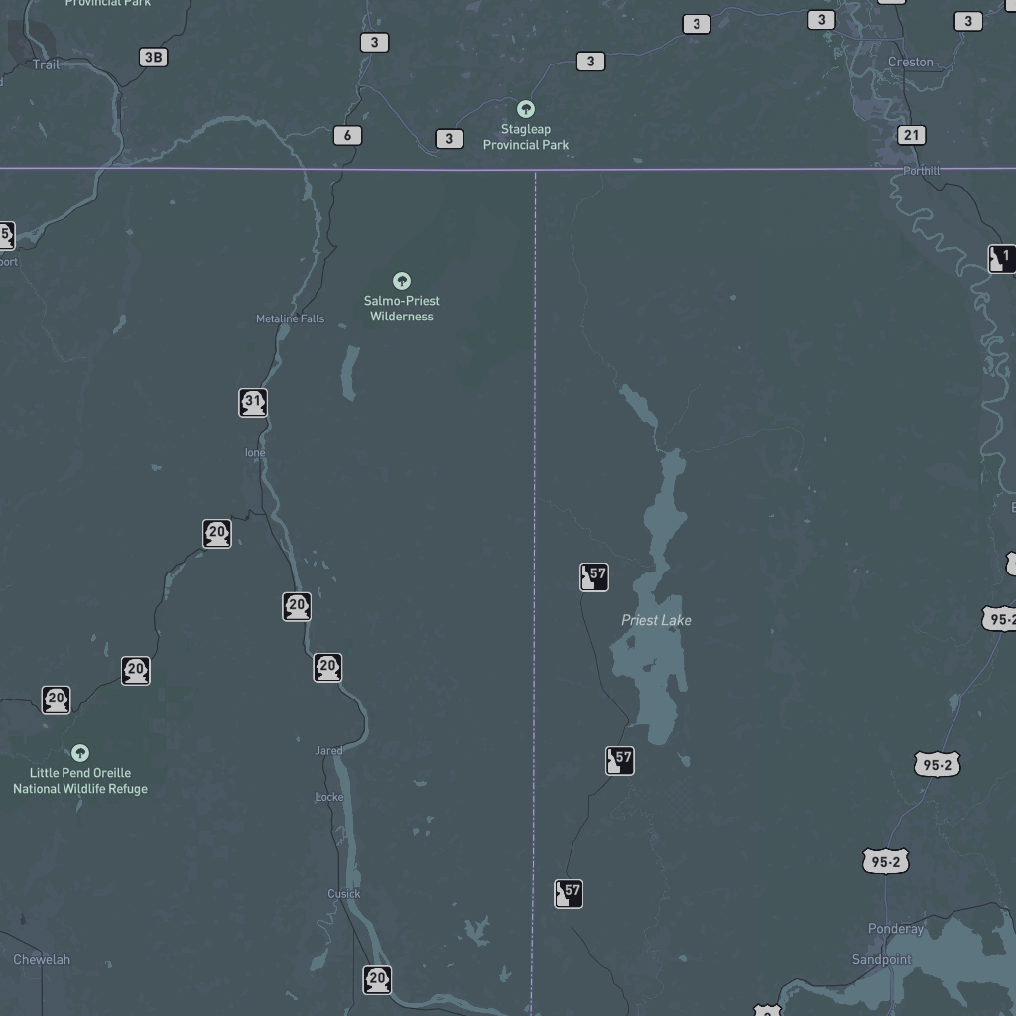 Provincial Park
3
3
3
3
3
3B
Trail
Creston
Stagleap
Provincial Park
6
3
21
Porthill
5
port
1
Salmo-Priest
Wilderness
Metaline Falls
31
Ione
20
57
20
Priest Lake
95·2
20
20
20
Jared
Little Pend Oreille
National Wildlife Refuge
57
95·2
Locke
95·2
Cusick
57
Ponderay
Chewelah
Sandpoint
20